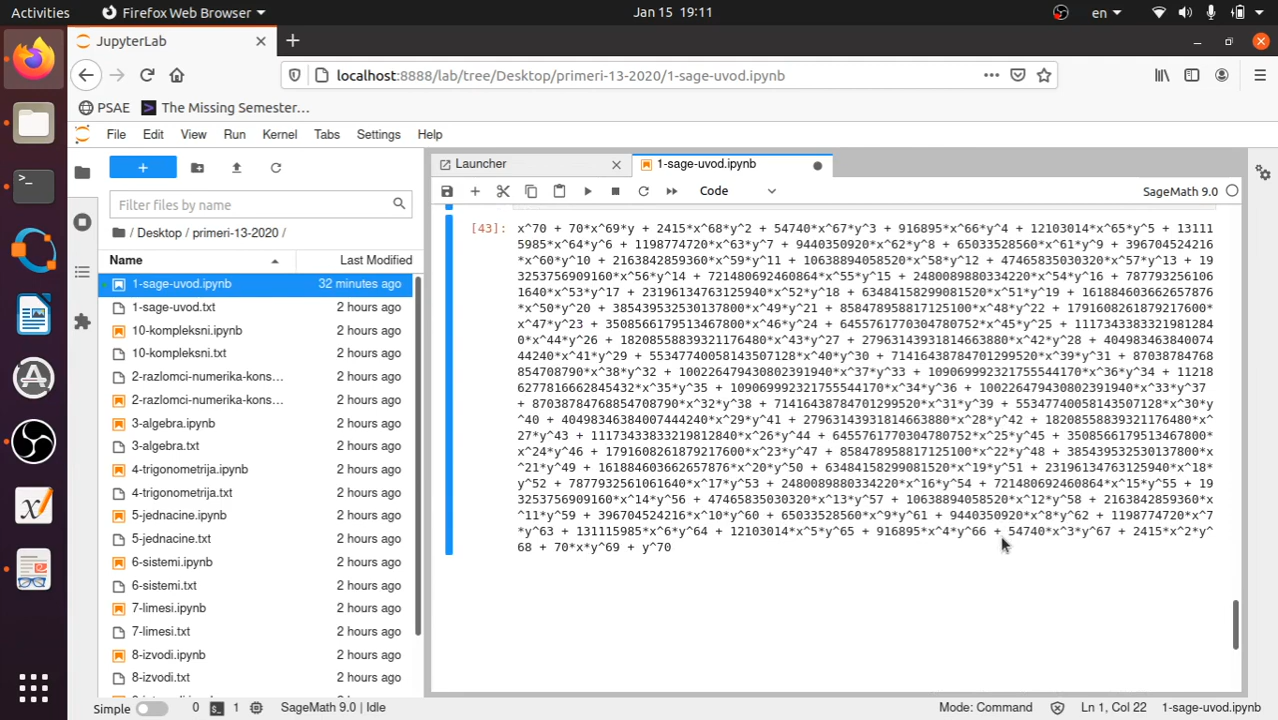 Activities Firefox Web Browser Jan 15 19:11 en
JupyterLab
localhost:8888/lab/tree/Desktop/primeri-13-2020/1-sage-uvod.ipynb
PSAE The Missing Semester…
File Edit View Run Kernel Tabs Settings Help
Launcher 1-sage-uvod.ipynb
Code SageMath 9.0
Filter files by name
/ Desktop / primeri-13-2020 /
Name Last Modified
1-sage-uvod.ipynb 32 minutes ago
1-sage-uvod.txt 2 hours ago
10-kompleksni.ipynb 2 hours ago
10-kompleksni.txt 2 hours ago
2-razlomci-numerika-kons… 2 hours ago
2-razlomci-numerika-kons… 2 hours ago
3-algebra.ipynb 2 hours ago
3-algebra.txt 2 hours ago
4-trigonometrija.ipynb 2 hours ago
4-trigonometrija.txt 2 hours ago
5-jednacine.ipynb 2 hours ago
5-jednacine.txt 2 hours ago
6-sistemi.ipynb 2 hours ago
6-sistemi.txt 2 hours ago
7-limesi.ipynb 2 hours ago
7-limesi.txt 2 hours ago
8-izvodi.ipynb 2 hours ago
8-izvodi.txt 2 hours ago
[43]: x^70 + 70*x^69*y + 2415*x^68*y^2 + 54740*x^67*y^3 + 916895*x^66*y^4 + 12103014*x^65*y^5 + 13111
5985*x^64*y^6 + 1198774720*x^63*y^7 + 9440350920*x^62*y^8 + 65033528560*x^61*y^9 + 396704524216
*x^60*y^10 + 2163842859360*x^59*y^11 + 10638894058520*x^58*y^12 + 47465835030320*x^57*y^13 + 19
3253756909160*x^56*y^14 + 721480692460864*x^55*y^15 + 2480089880334220*x^54*y^16 + 787793256106
1640*x^53*y^17 + 23196134763125940*x^52*y^18 + 63484158299081520*x^51*y^19 + 161884603662657876
*x^50*y^20 + 385439532530137800*x^49*y^21 + 858478958817125100*x^48*y^22 + 1791608261879217600*
x^47*y^23 + 3508566179513467800*x^46*y^24 + 6455761770304780752*x^45*y^25 + 1117343383321981284
0*x^44*y^26 + 18208558839321176480*x^43*y^27 + 27963143931814663880*x^42*y^28 + 404983463840074
44240*x^41*y^29 + 55347740058143507128*x^40*y^30 + 71416438784701299520*x^39*y^31 + 87038784768
854708790*x^38*y^32 + 100226479430802391940*x^37*y^33 + 109069992321755544170*x^36*y^34 + 11218
6277816662845432*x^35*y^35 + 109069992321755544170*x^34*y^36 + 100226479430802391940*x^33*y^37
+ 87038784768854708790*x^32*y^38 + 71416438784701299520*x^31*y^39 + 55347740058143507128*x^30*y
^40 + 40498346384007444240*x^29*y^41 + 27963143931814663880*x^28*y^42 + 18208558839321176480*x^
27*y^43 + 11173433833219812840*x^26*y^44 + 6455761770304780752*x^25*y^45 + 3508566179513467800*
x^24*y^46 + 1791608261879217600*x^23*y^47 + 858478958817125100*x^22*y^48 + 385439532530137800*x
^21*y^49 + 161884603662657876*x^20*y^50 + 63484158299081520*x^19*y^51 + 23196134763125940*x^18*
y^52 + 7877932561061640*x^17*y^53 + 2480089880334220*x^16*y^54 + 721480692460864*x^15*y^55 + 19
3253756909160*x^14*y^56 + 47465835030320*x^13*y^57 + 10638894058520*x^12*y^58 + 2163842859360*x
^11*y^59 + 396704524216*x^10*y^60 + 65033528560*x^9*y^61 + 9440350920*x^8*y^62 + 1198774720*x^7
*y^63 + 131115985*x^6*y^64 + 12103014*x^5*y^65 + 916895*x^4*y^66 + 54740*x^3*y^67 + 2415*x^2*y^
68 + 70*x*y^69 + y^70
Simple 0 1 SageMath 9.0 | Idle Mode: Command Ln 1, Col 22 1-sage-uvod.ipynb